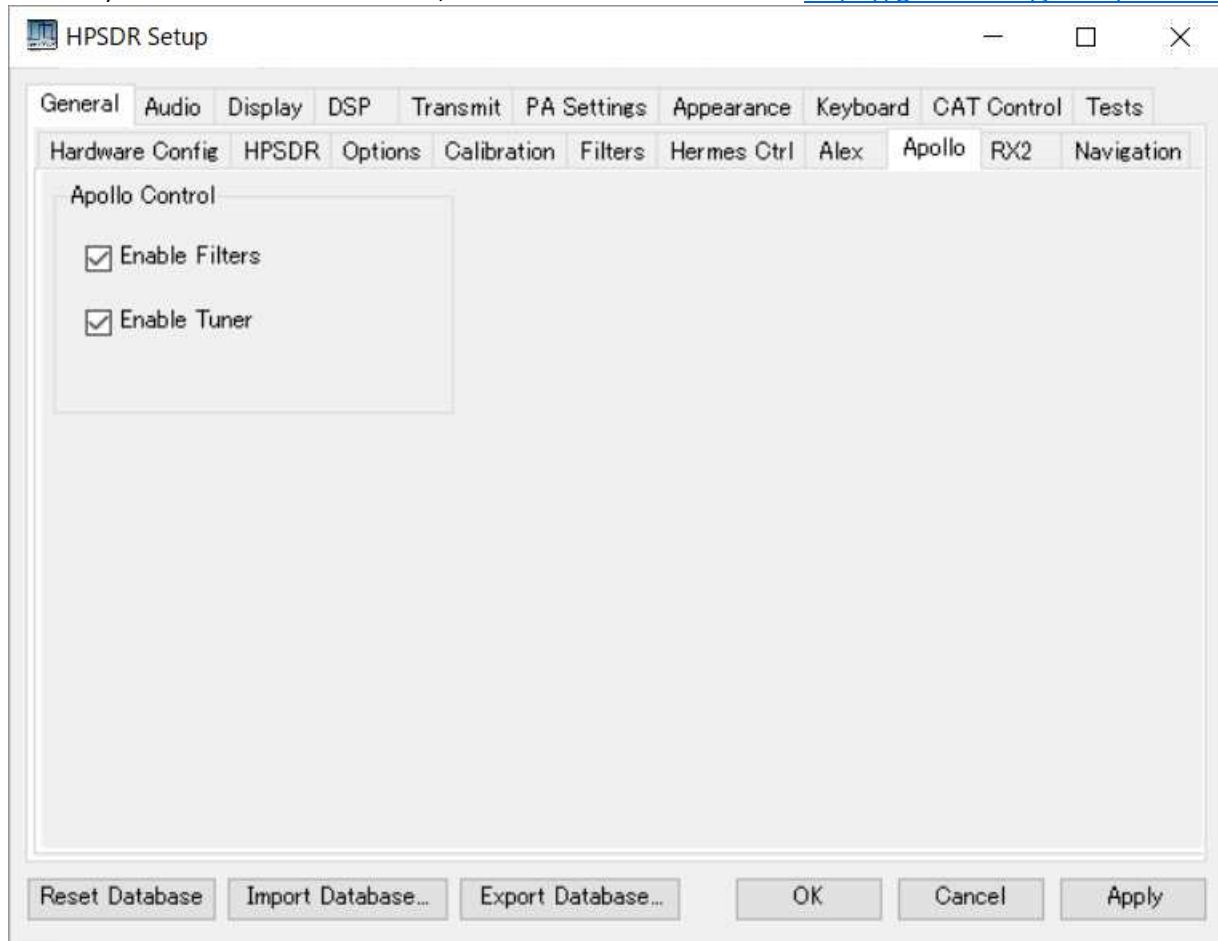 HPSDR Setup
General Audio Display DSP Transmit PA Settings Appearance Keyboard CAT Control Tests
Hardware Config HPSDR Options Calibration Filters Hermes Ctrl Alex Apollo RX2 Navigation
Apollo Control
Enable Filters
Enable Tuner
Reset Database Import Database... Export Database... OK Cancel Apply